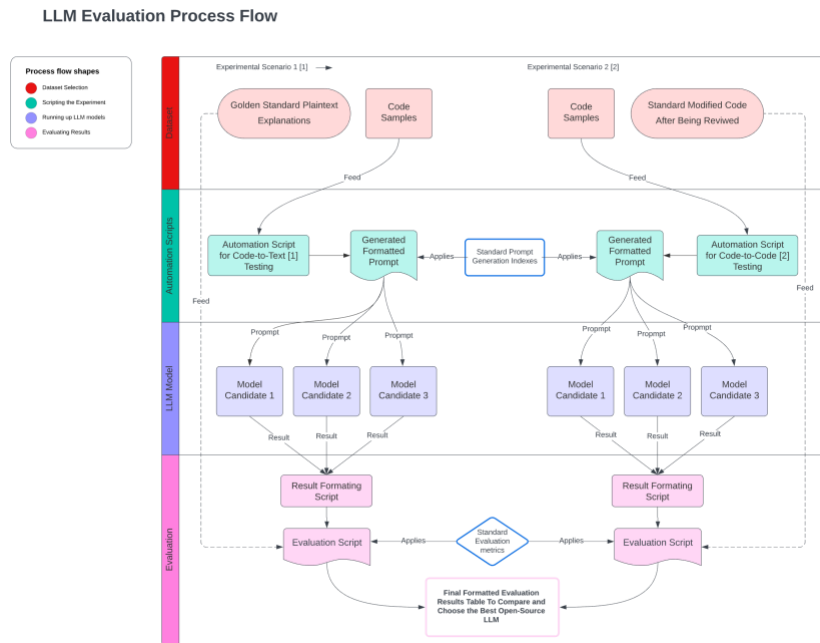 LLM Evaluation Process Flow
Process flow shapes
Dataset Selection
Scripting the Experiment
Running up LLM models
Evaluating Results
Dataset
Experimental Scenario 1 [1]
Experimental Scenario 2 [2]
Golden Standard Plaintext
Explanations
Code
Samples
Code
Samples
Standard Modified Code
After Being Reviwed
Feed
Feed
Automation Scripts
Automation Script
for Code-to-Text [1]
Testing
Generated
Formatted
Prompt
Applies
Standard Prompt
Generation Indexes
Applies
Generated
Formatted
Prompt
Automation Script
for Code-to-Code [2]
Testing
Feed
Feed
LLM Model
Propmpt
Propmpt
Propmpt
Propmpt
Propmpt
Propmpt
Model
Candidate 1
Model
Candidate 2
Model
Candidate 3
Model
Candidate 1
Model
Candidate 2
Model
Candidate 3
Result
Result
Result
Result
Result
Result
Evaluation
Result Formating
Script
Result Formating
Script
Evaluation Script
Applies
Standard
Evaluation
metrics
Applies
Evaluation Script
Final Formatted Evaluation
Results Table To Compare and
Choose the Best Open-Source
LLM